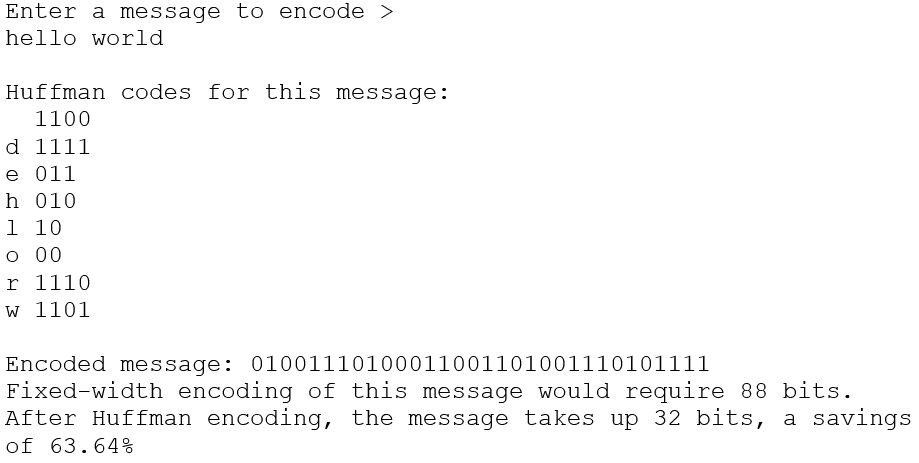 Enter a message to encode >
hello world
Huffman codes for this message:
  1100
d 1111
e 011
h 010
l 10
o 00
r 1110
w 1101
Encoded message: 01001110100011001101001110101111
Fixed-width encoding of this message would require 88 bits.
After Huffman encoding, the message takes up 32 bits, a savings
of 63.64%